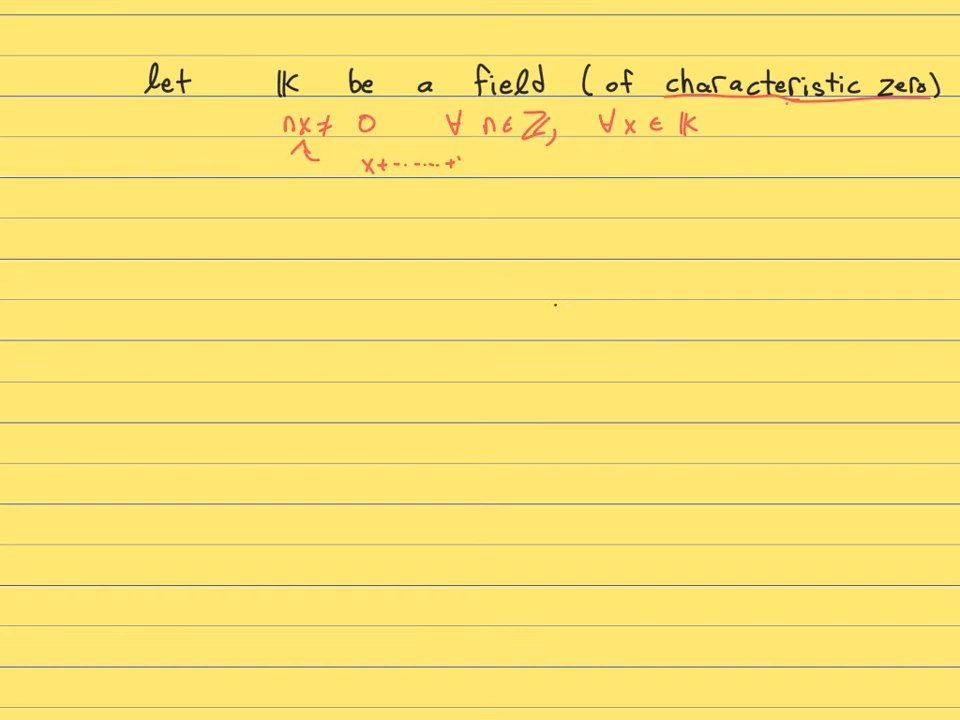 let 𝕂 be a field (of characteristic zero)
nx ≠ 0 ∀ n ∈ ℤ, ∀ x ∈ 𝕂
x+.......+